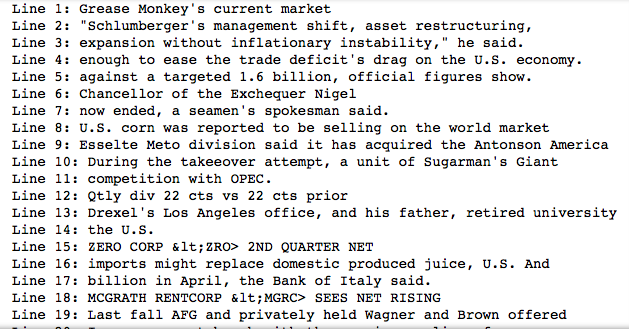 Line 1: Grease Monkey's current market
Line 2: "Schlumberger's management shift, asset restructuring,
Line 3: expansion without inflationary instability," he said.
Line 4: enough to ease the trade deficit's drag on the U.S. economy.
Line 5: against a targeted 1.6 billion, official figures show.
Line 6: Chancellor of the Exchequer Nigel
Line 7: now ended, a seamen's spokesman said.
Line 8: U.S. corn was reported to be selling on the world market
Line 9: Esselte Meto division said it has acquired the Antonson America
Line 10: During the takeover attempt, a unit of Sugarman's Giant
Line 11: competition with OPEC.
Line 12: Qtly div 22 cts vs 22 cts prior
Line 13: Drexel's Los Angeles office, and his father, retired university
Line 14: the U.S.
Line 15: ZERO CORP &lt;ZRO> 2ND QUARTER NET
Line 16: imports might replace domestic produced juice, U.S. And
Line 17: billion in April, the Bank of Italy said.
Line 18: MCGRATH RENTCORP &lt;MGRC> SEES NET RISING
Line 19: Last fall AFG and privately held Wagner and Brown offered